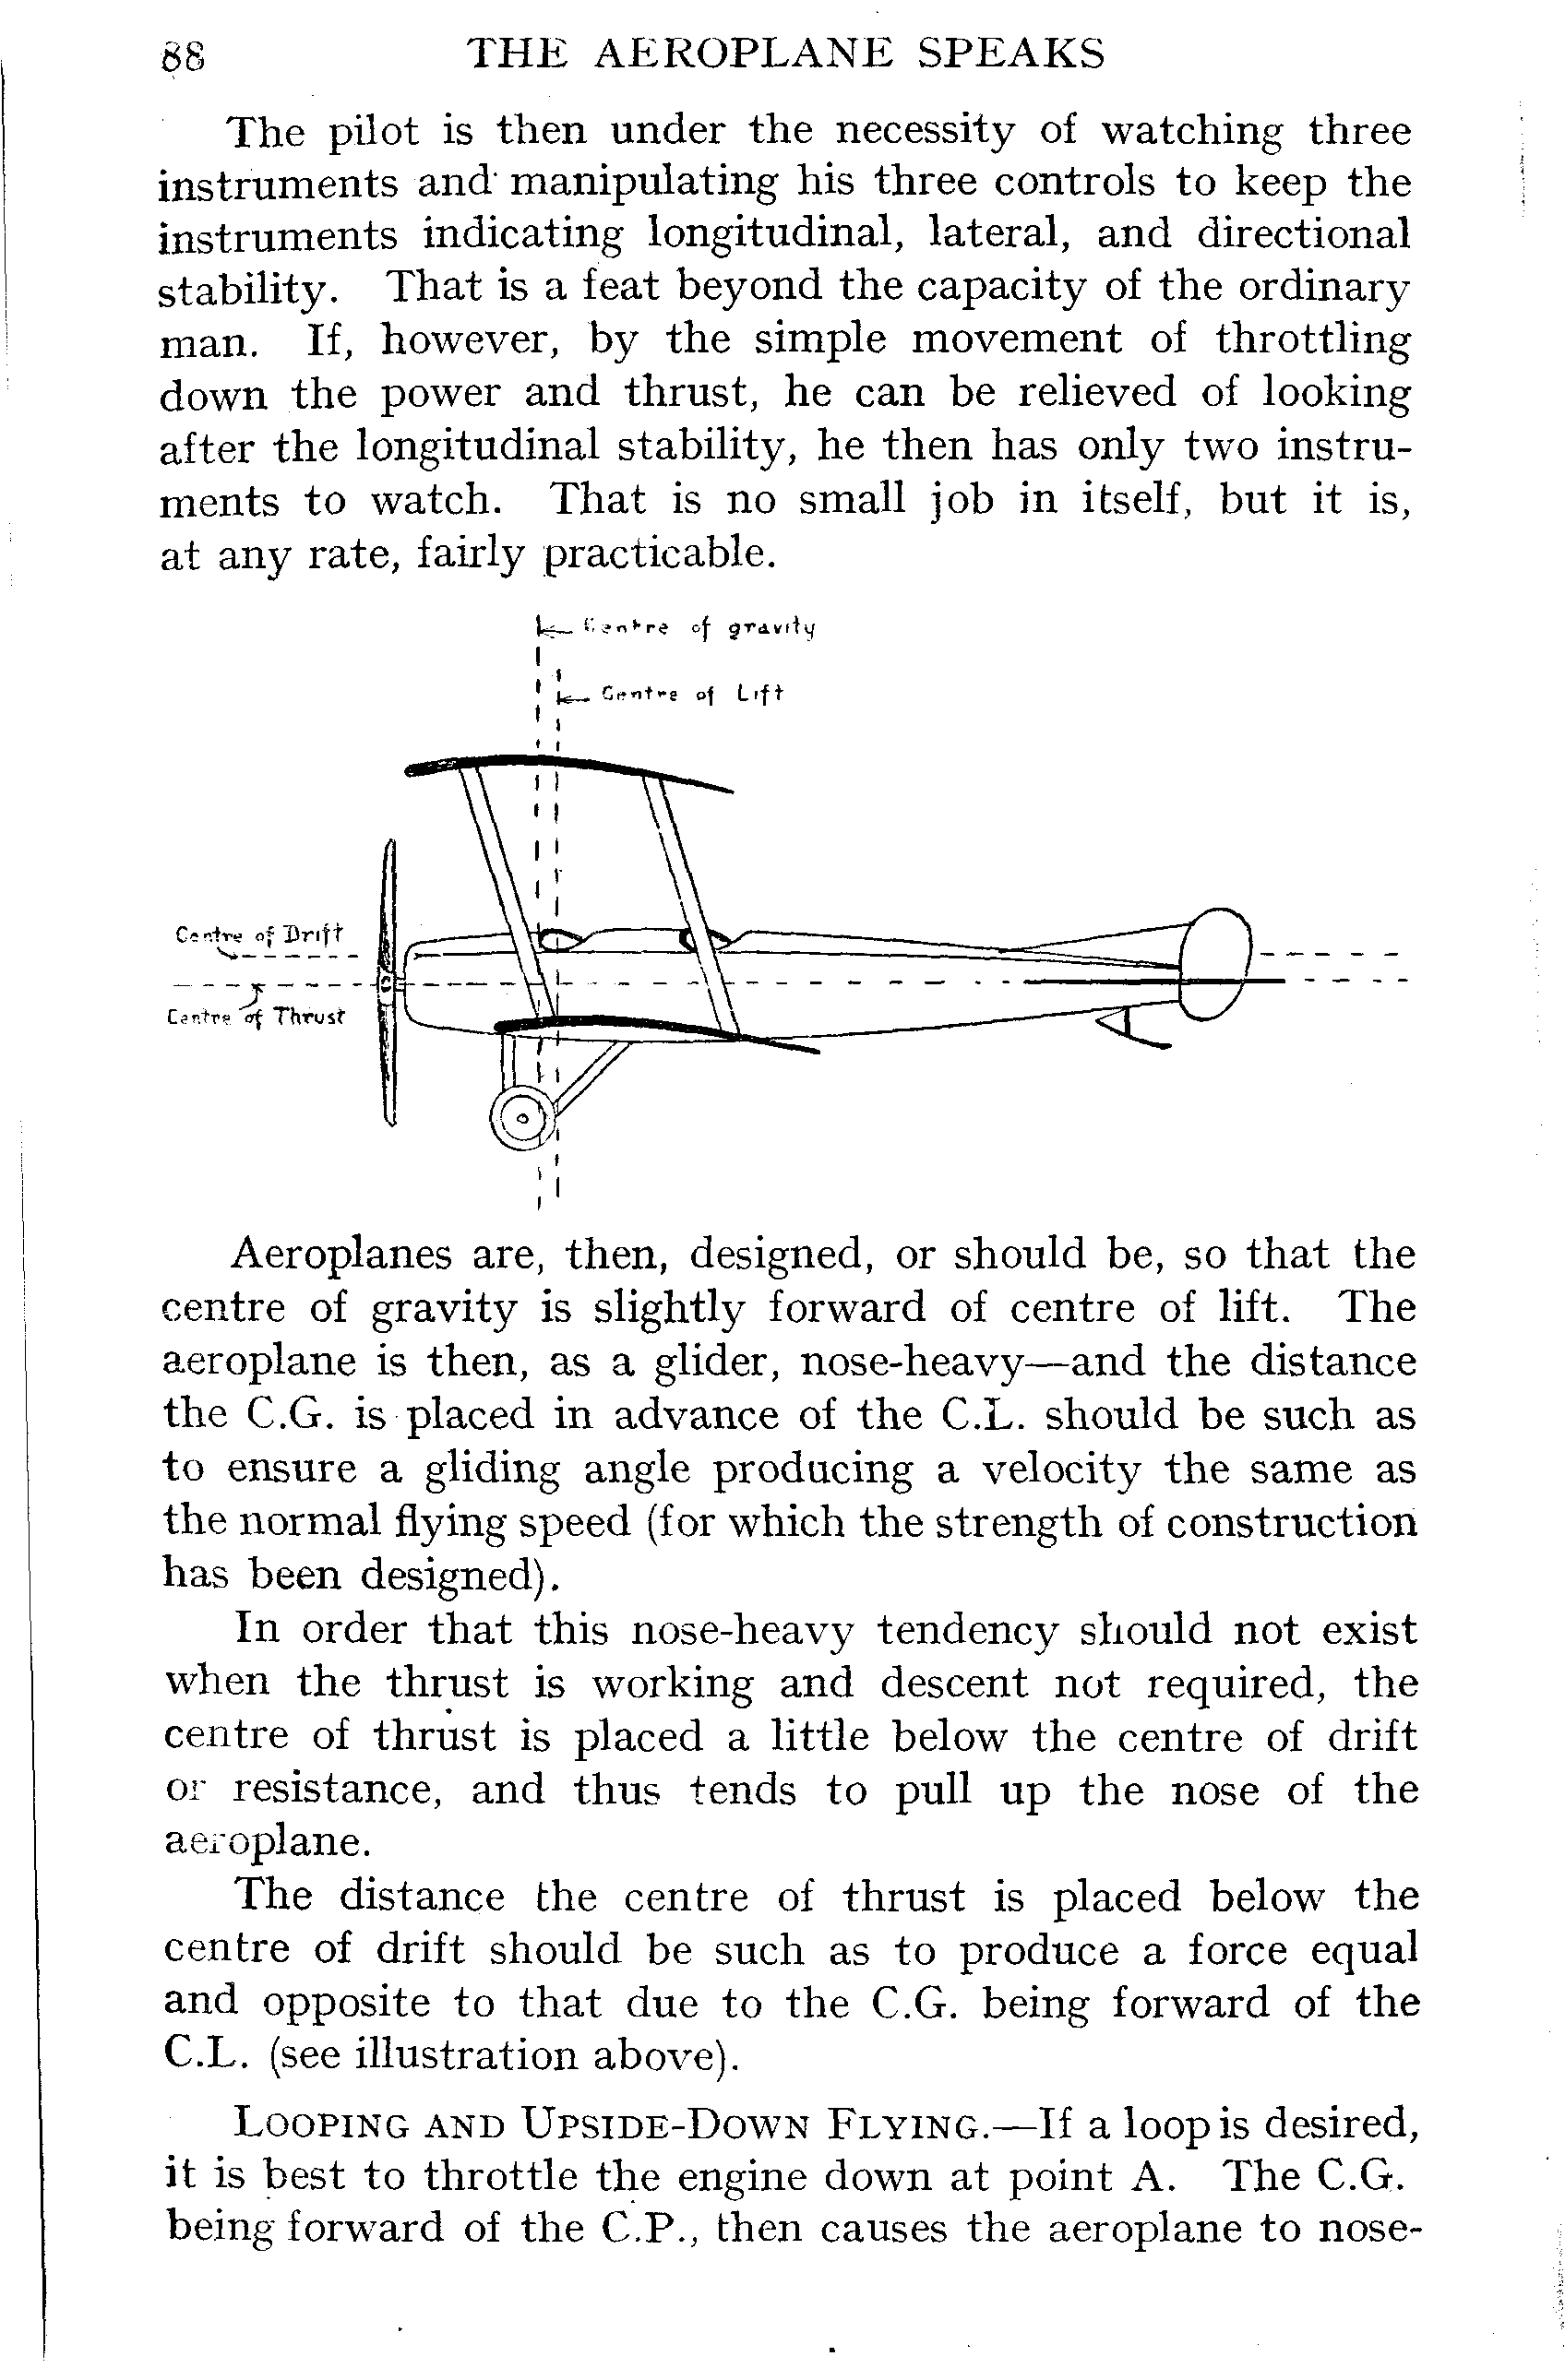 88 THE AEROPLANE SPEAKS
The pilot is then under the necessity of watching three
instruments and manipulating his three controls to keep the
instruments indicating longitudinal, lateral, and directional
stability. That is a feat beyond the capacity of the ordinary
man. If, however, by the simple movement of throttling
down the power and thrust, he can be relieved of looking
after the longitudinal stability, he then has only two instru-
ments to watch. That is no small job in itself, but it is,
at any rate, fairly practicable.
Centre of gravity
Centre of Lift
Centre of Drift
Centre of Thrust
Aeroplanes are, then, designed, or should be, so that the
centre of gravity is slightly forward of centre of lift. The
aeroplane is then, as a glider, nose-heavy—and the distance
the C.G. is placed in advance of the C.L. should be such as
to ensure a gliding angle producing a velocity the same as
the normal flying speed (for which the strength of construction
has been designed).
In order that this nose-heavy tendency should not exist
when the thrust is working and descent not required, the
centre of thrust is placed a little below the centre of drift
or resistance, and thus tends to pull up the nose of the
aeroplane.
The distance the centre of thrust is placed below the
centre of drift should be such as to produce a force equal
and opposite to that due to the C.G. being forward of the
C.L. (see illustration above).
LOOPING AND UPSIDE-DOWN FLYING.—If a loop is desired,
it is best to throttle the engine down at point A. The C.G.
being forward of the C.P., then causes the aeroplane to nose-